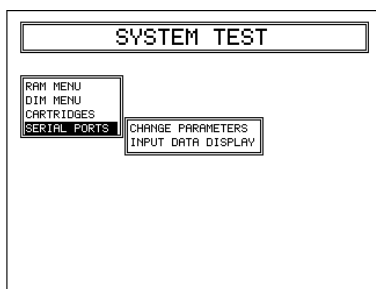 SYSTEM TEST
RAM MENU
DIM MENU
CARTRIDGES
SERIAL PORTS
CHANGE PARAMETERS
INPUT DATA DISPLAY